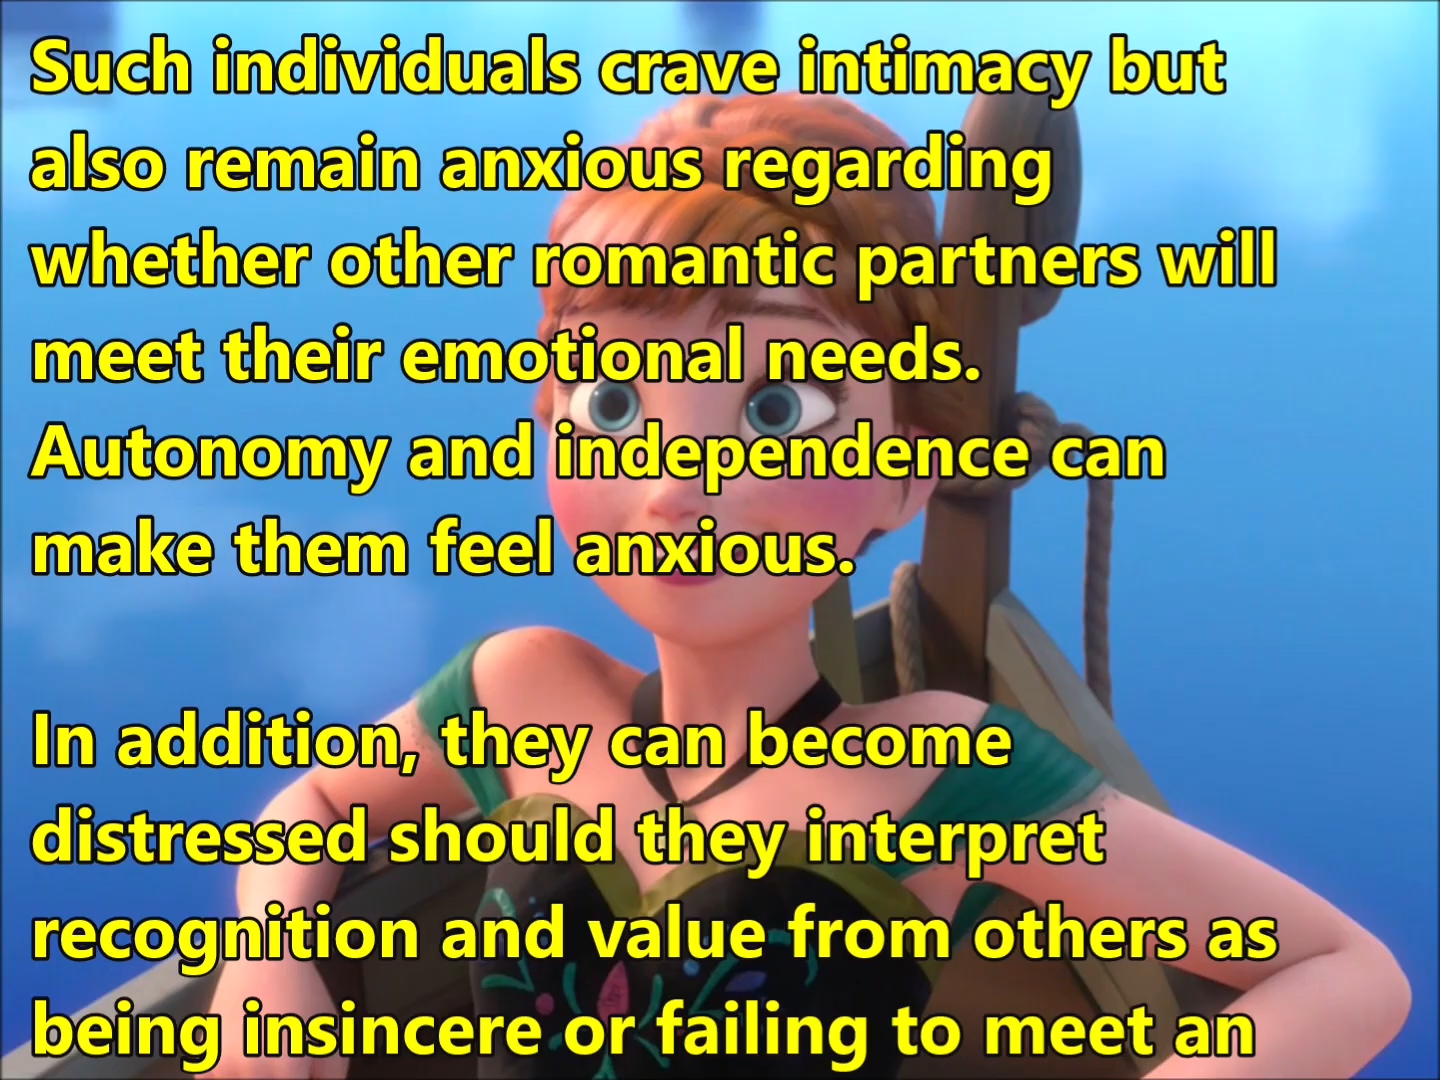 Such individuals crave intimacy but
also remain anxious regarding
whether other romantic partners will
meet their emotional needs.
Autonomy and independence can
make them feel anxious.
In addition, they can become
distressed should they interpret
recognition and value from others as
being insincere or failing to meet an